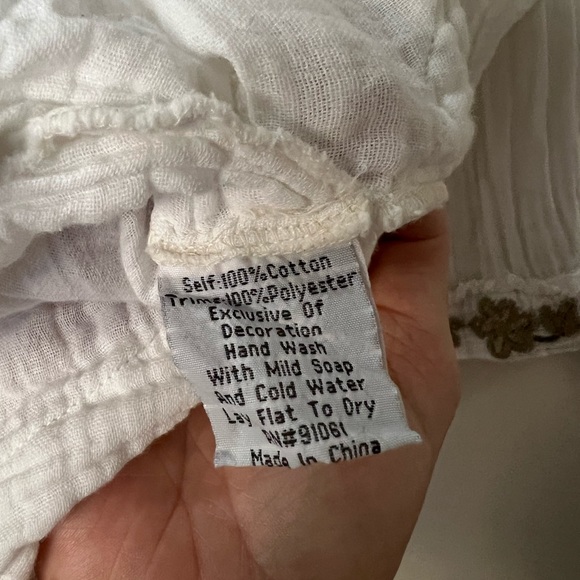 Self:100%Cotton
Trims:100%Polyester
Exclusive Of
Decoration
Hand Wash
With Mild Soap
And Cold Water
Lay Flat To Dry
RN#91061
Made In China